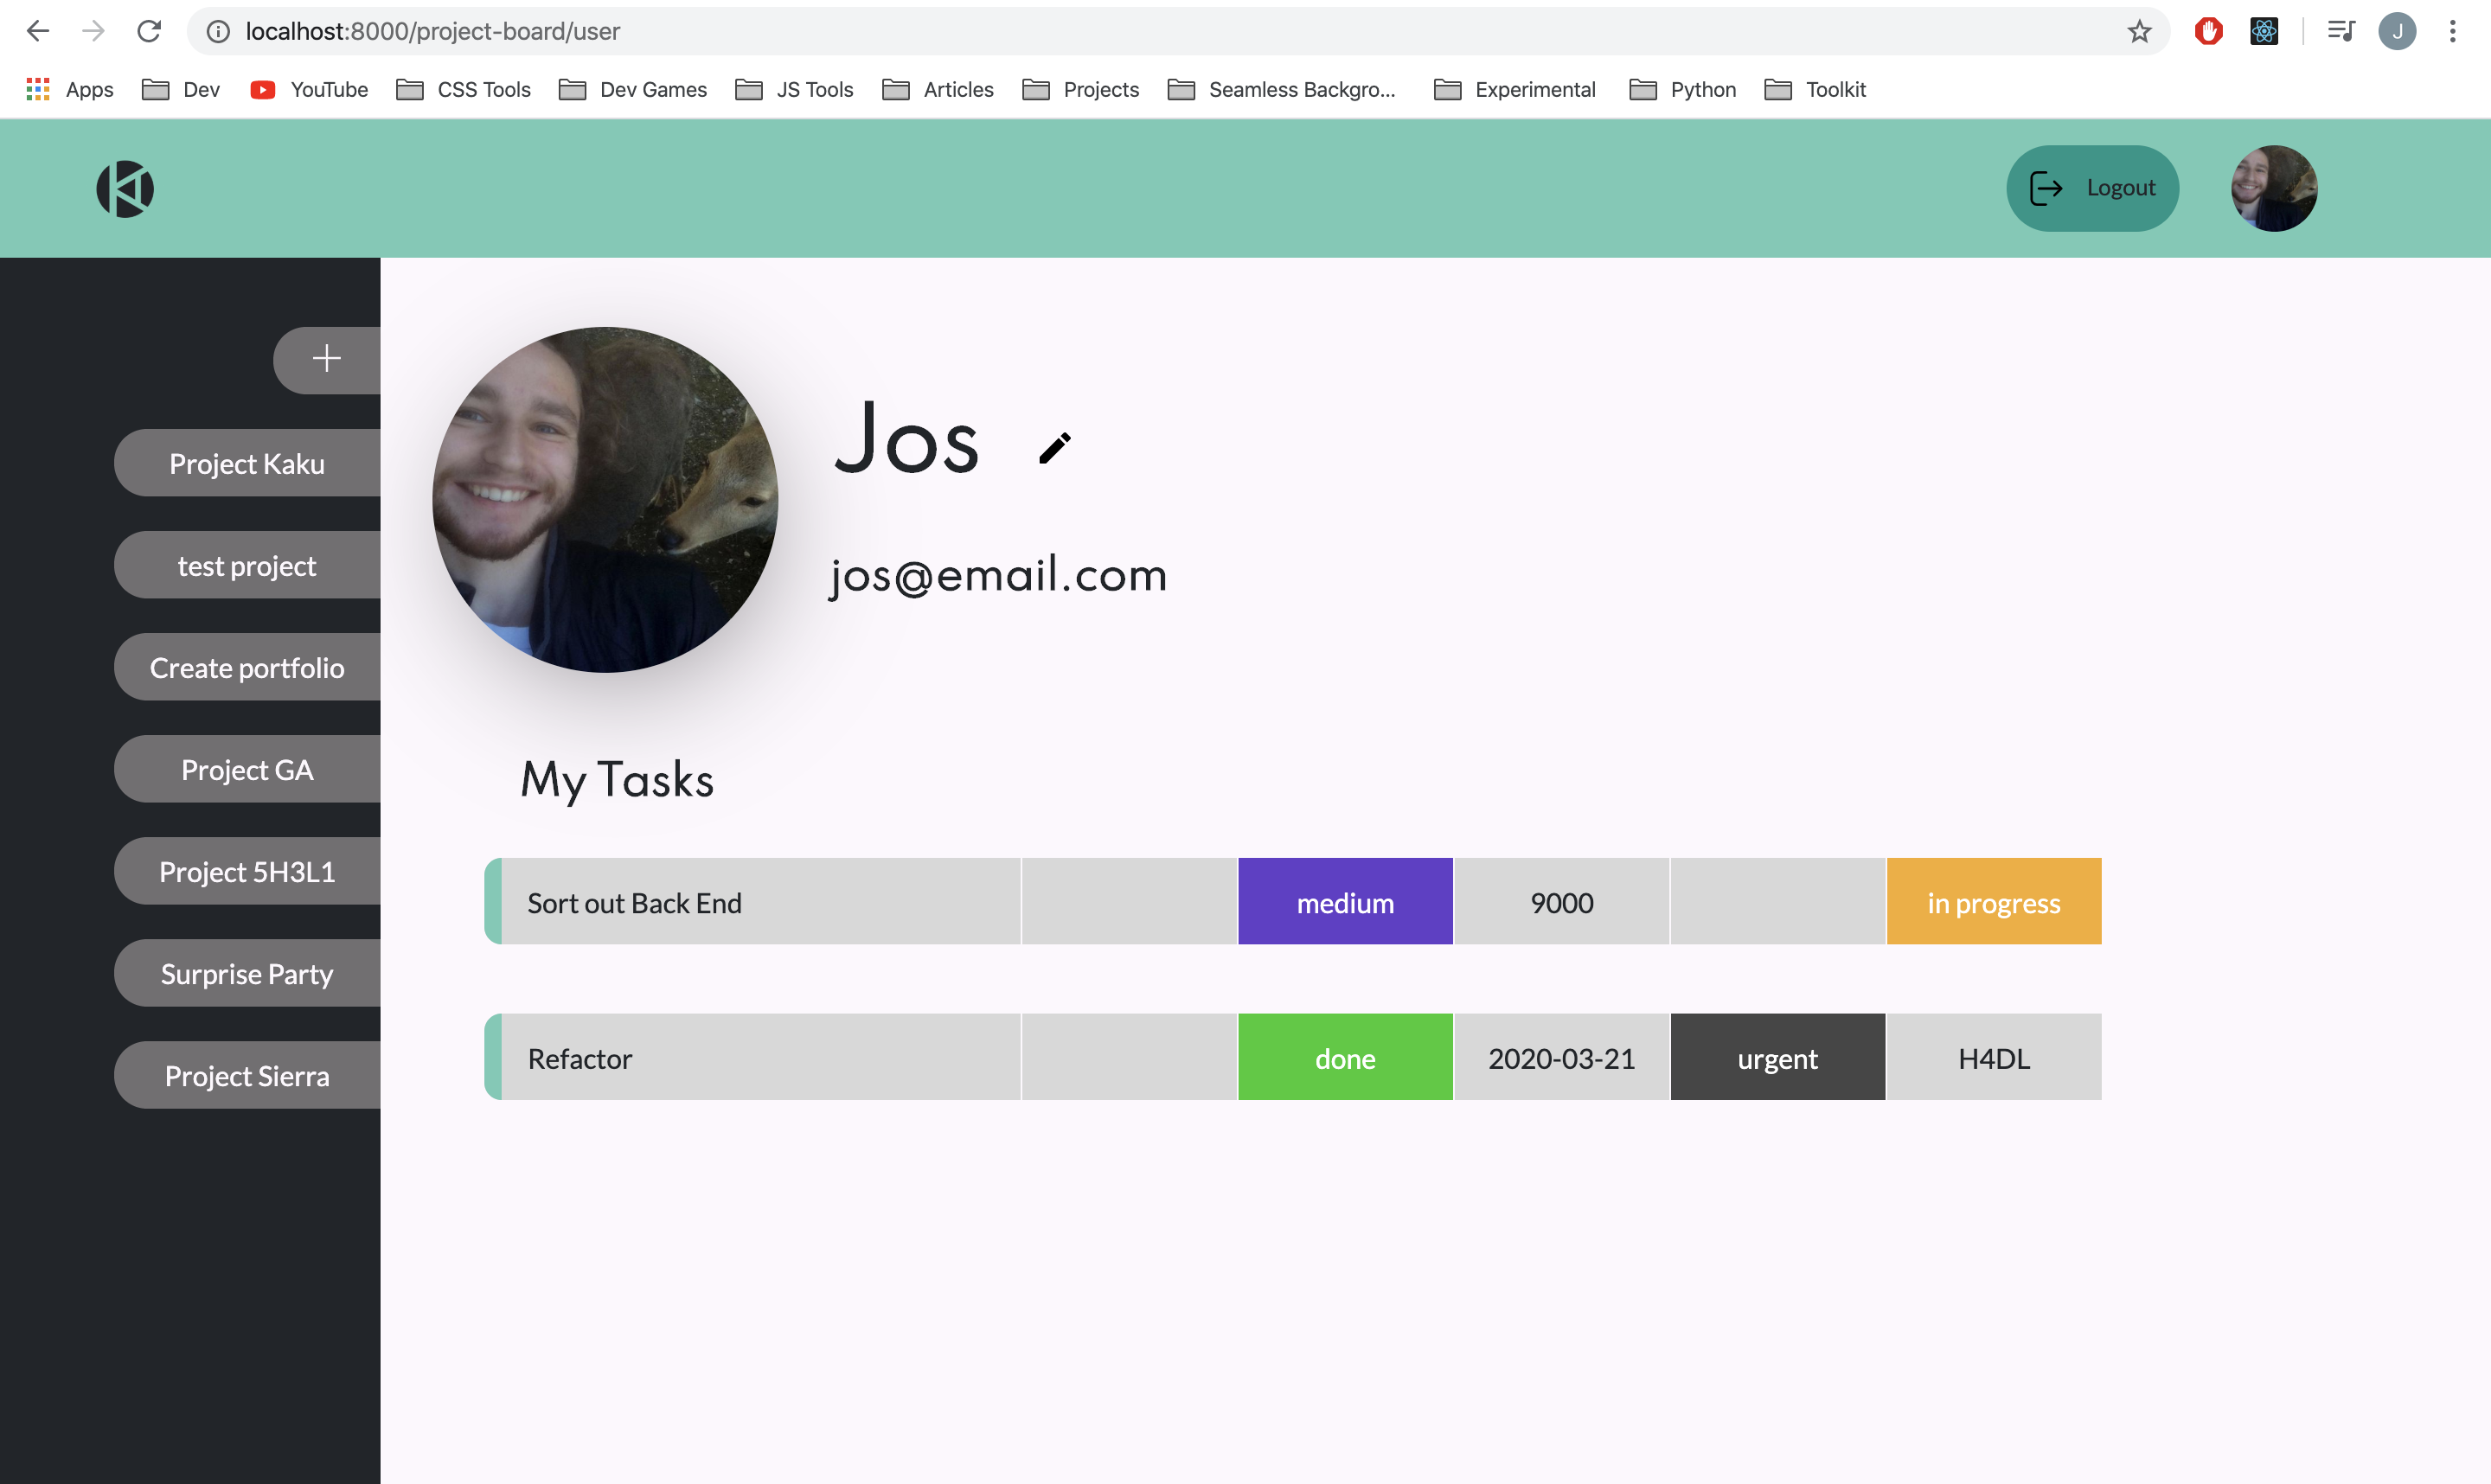 localhost:8000/project-board/user
J
Apps Dev YouTube CSS Tools Dev Games JS Tools Articles Projects Seamless Backgro... Experimental Python Toolkit
Logout
Project Kaku
test project
Create portfolio
Project GA
Project 5H3L1
Surprise Party
Project Sierra
Jos
jos@email.com
My Tasks
Sort out Back End medium 9000 in progress
Refactor done 2020-03-21 urgent H4DL